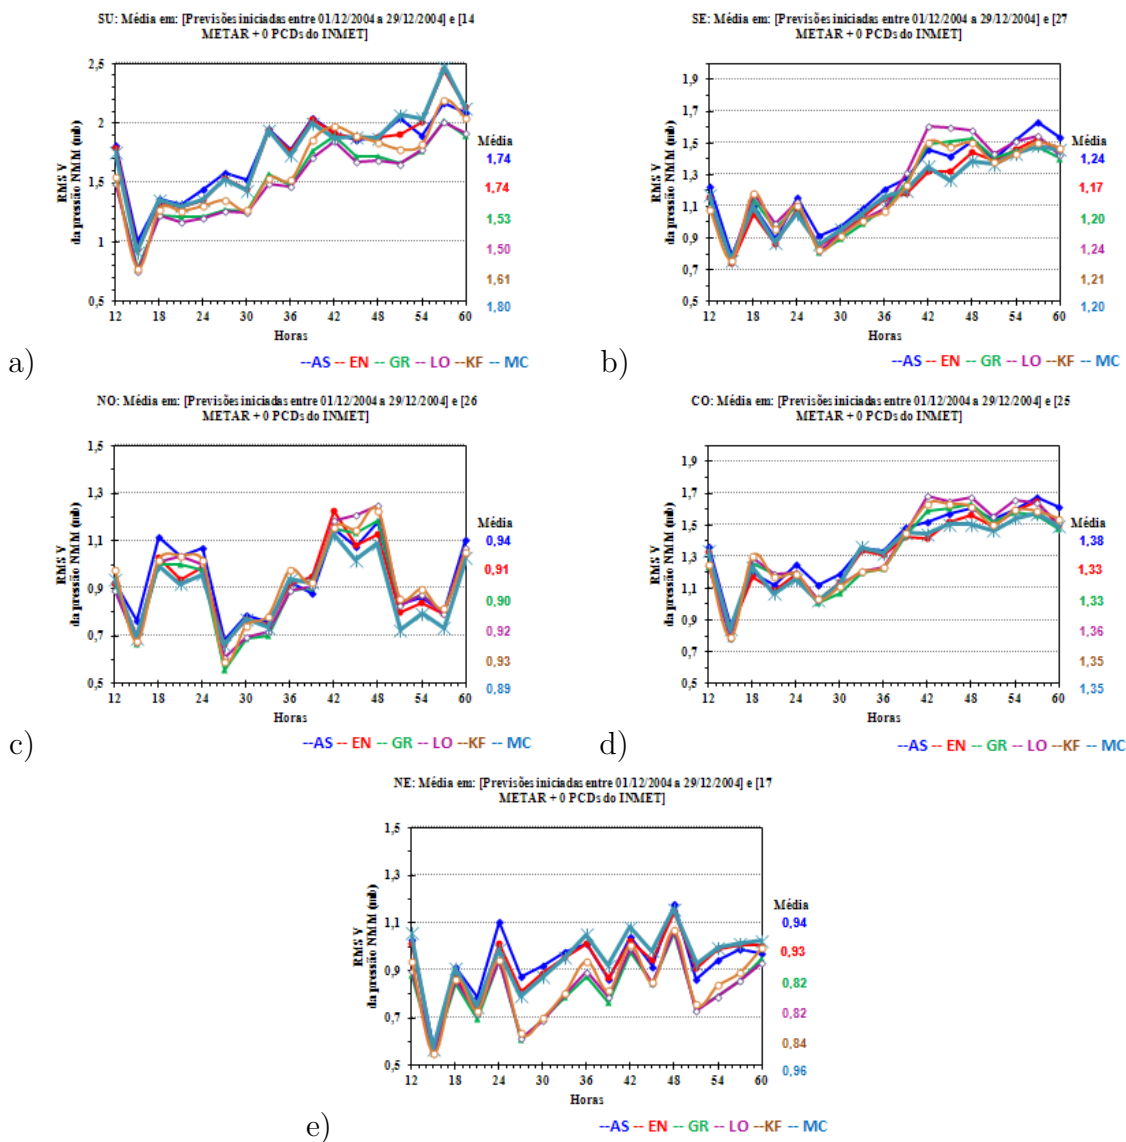 SU: Média em: [Previsões iniciadas entre 01/12/2004 a 29/12/2004] e [14
METAR + 0 PCDs do INMET]
RMS V
da pressão NMM (mb)
2,5
2
1,5
1
0,5
12 18 24 30 36 42 48 54 60
Horas
Média
1,74
1,74
1,53
1,50
1,61
1,80
--AS -- EN -- GR -- LO --KF -- MC
a)
SE: Média em: [Previsões iniciadas entre 01/12/2004 a 29/12/2004] e [27
METAR + 0 PCDs do INMET]
RMS V
da pressão NMM (mb)
1,9
1,7
1,5
1,3
1,1
0,9
0,7
0,5
12 18 24 30 36 42 48 54 60
Horas
Média
1,24
1,17
1,20
1,24
1,21
1,20
--AS -- EN -- GR -- LO --KF -- MC
b)
NO: Média em: [Previsões iniciadas entre 01/12/2004 a 29/12/2004] e [26
METAR + 0 PCDs do INMET]
RMS V
da pressão NMM (mb)
1,5
1,3
1,1
0,9
0,7
0,5
12 18 24 30 36 42 48 54 60
Horas
Média
0,94
0,91
0,90
0,92
0,93
0,89
--AS -- EN -- GR -- LO --KF -- MC
c)
CO: Média em: [Previsões iniciadas entre 01/12/2004 a 29/12/2004] e [25
METAR + 0 PCDs do INMET]
RMS V
da pressão NMM (mb)
1,9
1,7
1,5
1,3
1,1
0,9
0,7
0,5
12 18 24 30 36 42 48 54 60
Horas
Média
1,38
1,33
1,33
1,36
1,35
1,35
--AS -- EN -- GR -- LO --KF -- MC
d)
NE: Média em: [Previsões iniciadas entre 01/12/2004 a 29/12/2004] e [17
METAR + 0 PCDs do INMET]
RMS V
da pressão NMM (mb)
1,5
1,3
1,1
0,9
0,7
0,5
12 18 24 30 36 42 48 54 60
Horas
Média
0,94
0,93
0,82
0,82
0,84
0,96
--AS -- EN -- GR -- LO --KF -- MC
e)